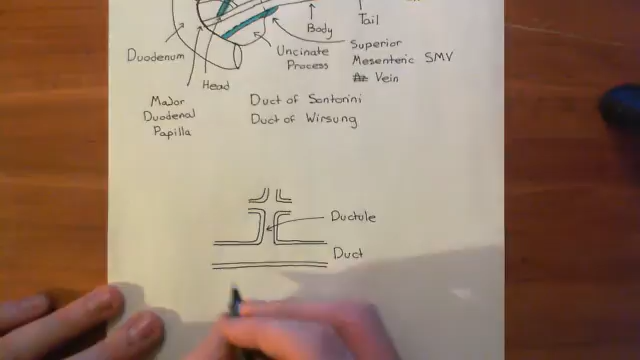 Tail
Body
Duodenum
Uncinate
Process
Superior
Mesenteric SMV
Vein
Head
Major
Duodenal
Papilla
Duct of Santorini
Duct of Wirsung
Ductule
Duct